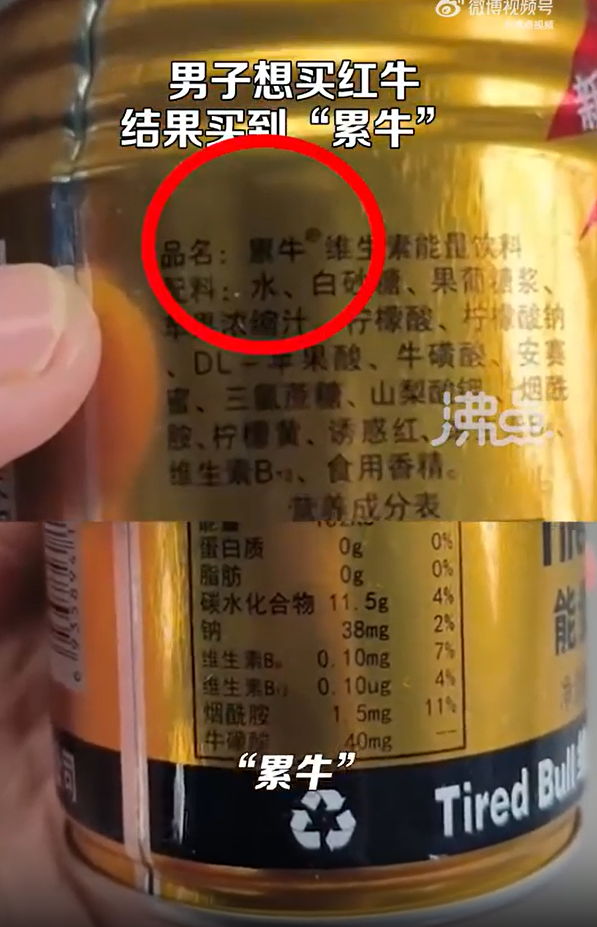 微博视频号
男子想买红牛
结果买到“累牛”
新
品名：累牛® 维生素能量饮料
配料：水、白砂糖、果葡糖浆、
苹果浓缩汁、柠檬酸、柠檬酸钠
、DL-苹果酸、牛磺酸、安赛
蜜、三氯蔗糖、山梨酸钾、烟酰
胺、柠檬黄、诱惑红、
沸点
维生素B₁₂、食用香精。
营养成分表
能量
蛋白质 0g 0%
脂肪 0g 0%
碳水化合物 11.5g 4%
钠 38mg 2%
维生素B₆ 0.10mg 7%
维生素B₁₂ 0.10ug 4%
烟酰胺 1.5mg 11%
牛磺酸 40mg --
能
“累牛”
司
Tired Bull